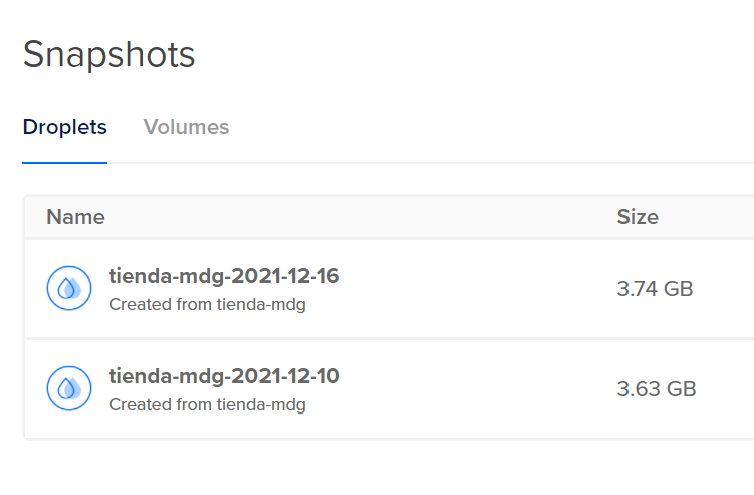 Snapshots
Droplets Volumes
Name Size
tienda-mdg-2021-12-16
Created from tienda-mdg
3.74 GB
tienda-mdg-2021-12-10
Created from tienda-mdg
3.63 GB